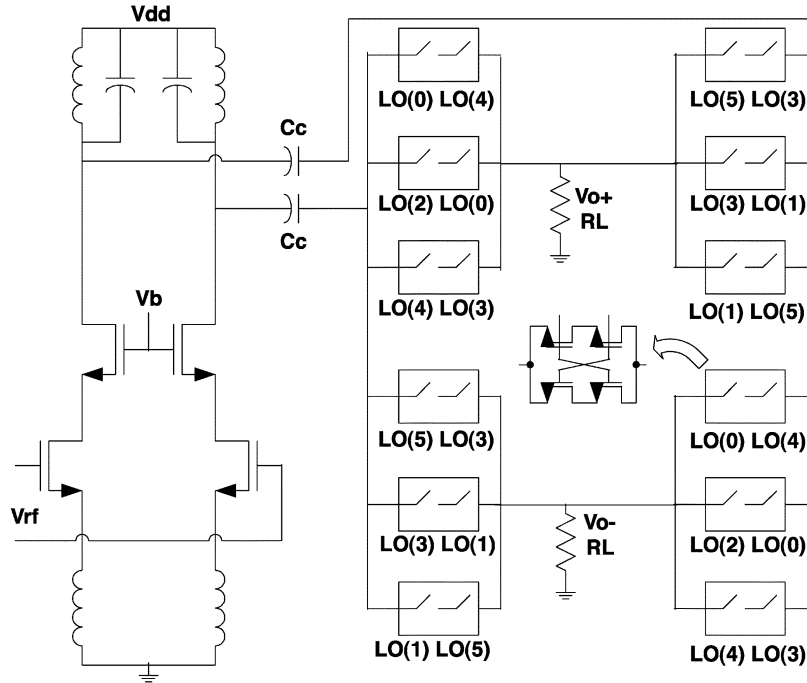 Vdd
LO(0) LO(4)
LO(5) LO(3)
Cc
LO(2) LO(0)
Vo+
RL
LO(3) LO(1)
Cc
Vb
LO(4) LO(3)
LO(1) LO(5)
LO(5) LO(3)
LO(0) LO(4)
Vrf
LO(3) LO(1)
Vo-
RL
LO(2) LO(0)
LO(1) LO(5)
LO(4) LO(3)